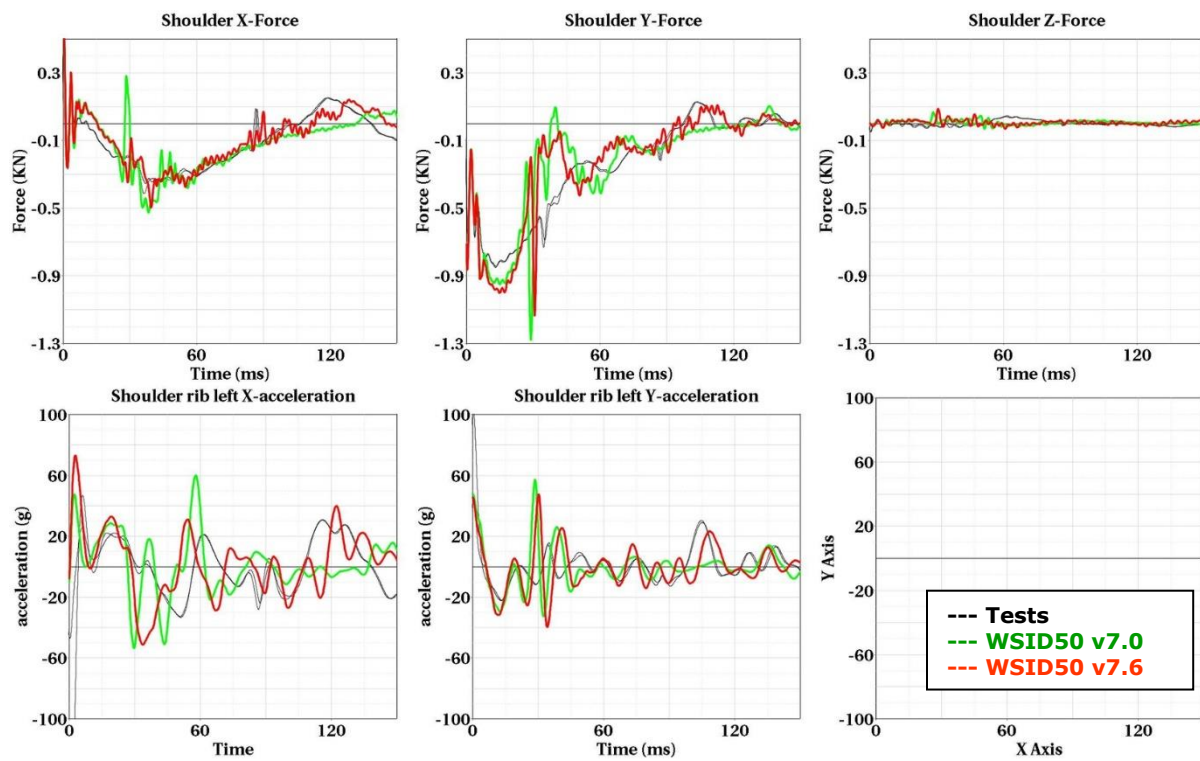 Shoulder X-Force
Force (KN)
0.3
-0.1
-0.5
-0.9
-1.3
0
60
120
Time (ms)
Shoulder Y-Force
Force (KN)
0.3
-0.1
-0.5
-0.9
-1.3
0
60
120
Time (ms)
Shoulder Z-Force
Force (KN)
0.3
-0.1
-0.5
-0.9
-1.3
0
60
120
Time (ms)
Shoulder rib left X-acceleration
acceleration (g)
100
60
20
-20
-60
-100
0
60
120
Time
Shoulder rib left Y-acceleration
acceleration (g)
100
60
20
-20
-60
-100
0
60
120
Time (ms)
Y Axis
100
60
20
-20
-60
-100
0
60
120
X Axis
--- Tests
--- WSID50 v7.0
--- WSID50 v7.6